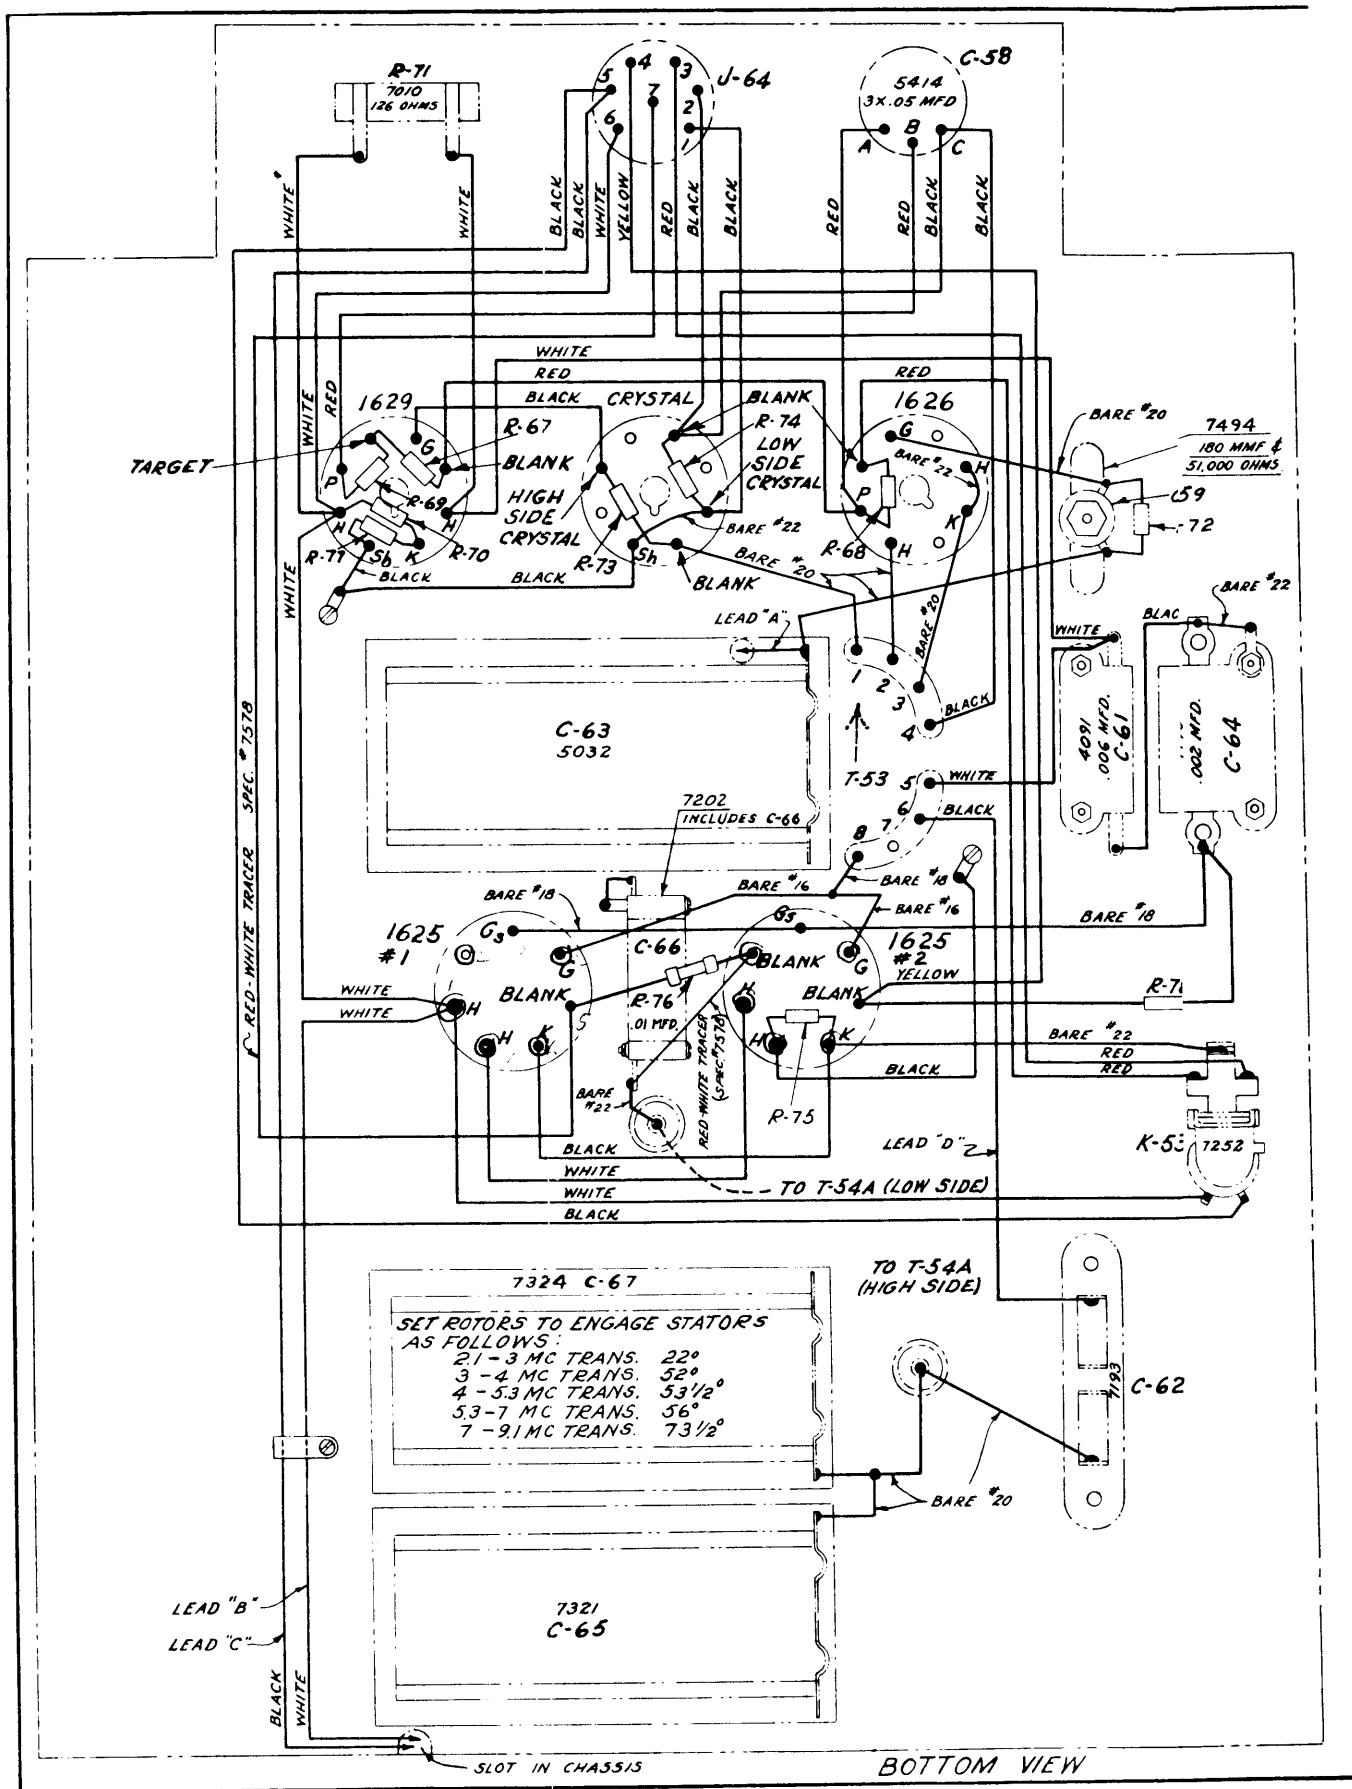 R-71
7010
126 OHMS
5
4
3
7
6
2
1
J-64
C-58
5414
3X.05 MFD
A
B
C
WHITE*
WHITE
BLACK
BLACK
WHITE
YELLOW
RED
BLACK
BLACK
RED
RED
BLACK
BLACK
WHITE
RED
RED
BLACK
WHITE
RED
1629
G
R-67
TARGET
BLANK
P
R-69
H
H
R-77
Sh
K
R-70
BLACK
BLACK
WHITE
CRYSTAL
BLANK
R-74
LOW
SIDE
CRYSTAL
HIGH
SIDE
CRYSTAL
R-73
Sh
BARE #22
BLANK
1626
G
BARE #22
H
P
K
R-68
H
BARE #20
BARE #20
BARE #20
7494
180 MMF &
51,000 OHMS
59
-72
BARE #22
LEAD "A"
WHITE
BLAC
C-63
5032
1
2
3
4
BLACK
T-53
5
WHITE
6
BLACK
7
8
4091
.006 MFD.
C-61
.002 MFD.
C-64
RED-WHITE TRACER SPEC. #7578
7202
INCLUDES C-66
BARE #18
BARE #16
BARE #18
BARE #16
BARE #18
1625
#1
Gs
G
C-66
Gs
G
1625
#2
BLANK
YELLOW
WHITE
H
BLANK
S
R-76
H
BLANK
R-7
WHITE
.01 MFD.
H
K
H
K
BARE #22
RED
RED
BLACK
BARE
#22
RED-WHITE TRACER
(SPEC. #7578)
R-75
BLACK
LEAD "D"
K-53
7252
WHITE
TO T-54A (LOW SIDE)
WHITE
BLACK
TO T-54A
(HIGH SIDE)
7324 C-67
SET ROTORS TO ENGAGE STATORS
AS FOLLOWS:
2.1-3 MC TRANS. 22°
3-4 MC TRANS. 52°
4-5.3 MC TRANS. 53½°
5.3-7 MC TRANS. 56°
7-9.1 MC TRANS. 73½°
7193
C-62
BARE #20
7321
C-65
LEAD "B"
LEAD "C"
BLACK
WHITE
SLOT IN CHASSIS
BOTTOM VIEW